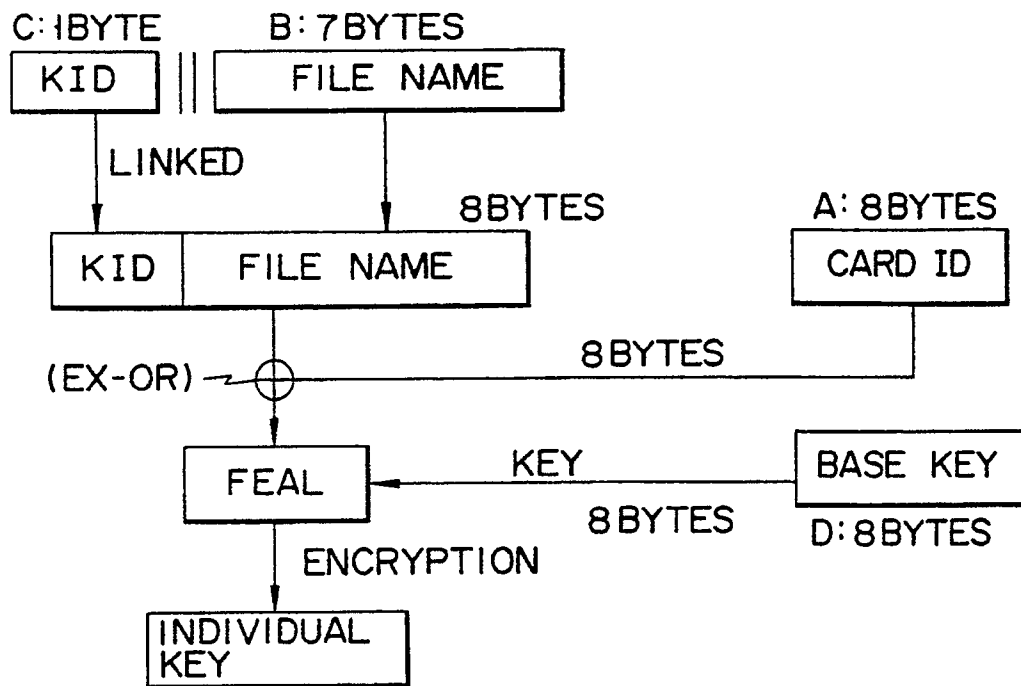 C:1BYTE B:7BYTES
KID || FILE NAME
LINKED
8BYTES A:8BYTES
KID FILE NAME CARD ID
8BYTES
(EX-OR)
KEY
FEAL BASE KEY
8BYTES D:8BYTES
ENCRYPTION
INDIVIDUAL
KEY